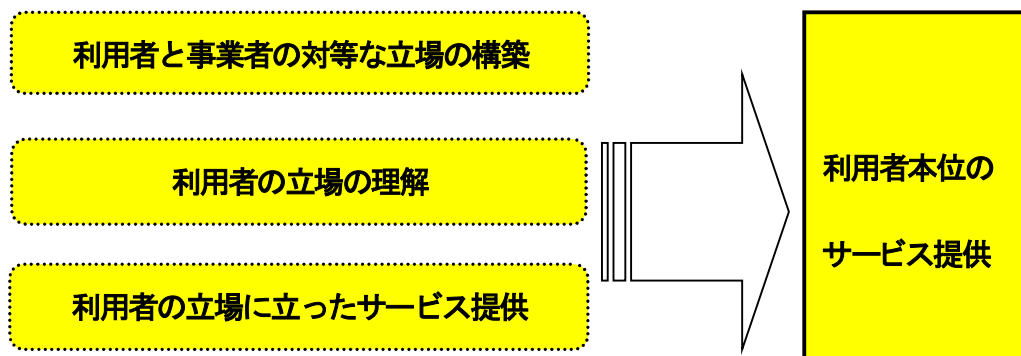 利用者と事業者の対等な立場の構築
利用者の立場の理解
利用者の立場に立ったサービス提供
利用者本位の
サービス提供